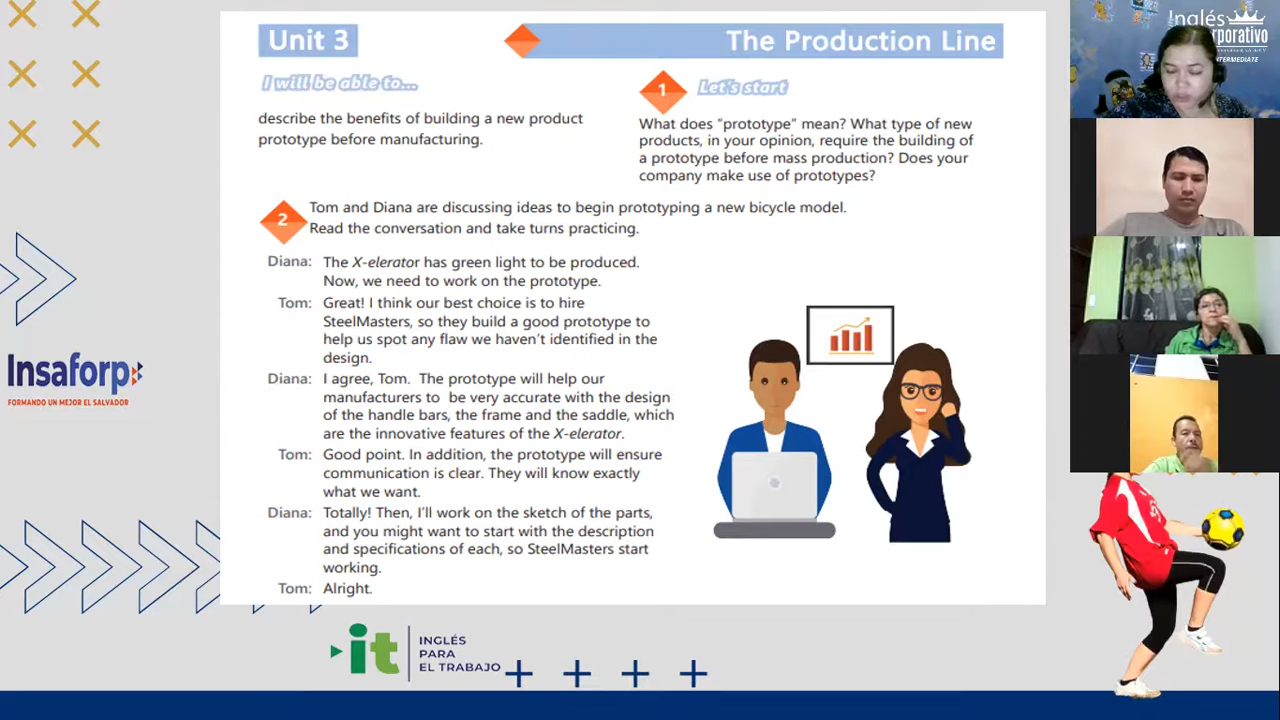 Unit 3
The Production Line
I will be able to...
describe the benefits of building a new product
prototype before manufacturing.
1
Let's start
What does "prototype" mean? What type of new
products, in your opinion, require the building of
a prototype before mass production? Does your
company make use of prototypes?
2
Tom and Diana are discussing ideas to begin prototyping a new bicycle model.
Read the conversation and take turns practicing.
Diana: The X-elerator has green light to be produced.
Now, we need to work on the prototype.
Tom: Great! I think our best choice is to hire
SteelMasters, so they build a good prototype to
help us spot any flaw we haven't identified in the
design.
Diana: I agree, Tom. The prototype will help our
manufacturers to be very accurate with the design
of the handle bars, the frame and the saddle, which
are the innovative features of the X-elerator.
Tom: Good point. In addition, the prototype will ensure
communication is clear. They will know exactly
what we want.
Diana: Totally! Then, I'll work on the sketch of the parts,
and you might want to start with the description
and specifications of each, so SteelMasters start
working.
Tom: Alright.
Insaforp
FORMANDO UN MEJOR EL SALVADOR
it
INGLÉS
PARA
EL TRABAJO
Inglés